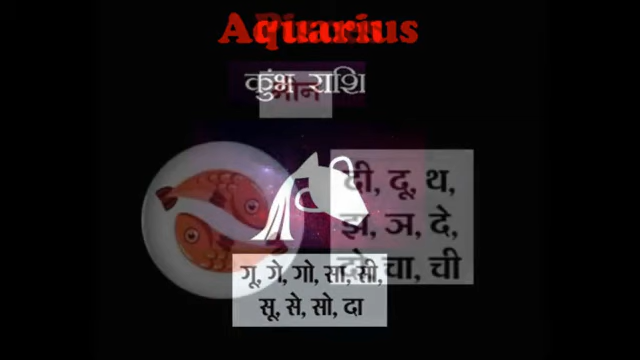 Aquarius
कुंभ राशि
मीन
दी, दू, थ,
झ, ञ, दे,
दो, चा, ची
गू, गे, गो, सा, सी,
सू, से, सो, दा